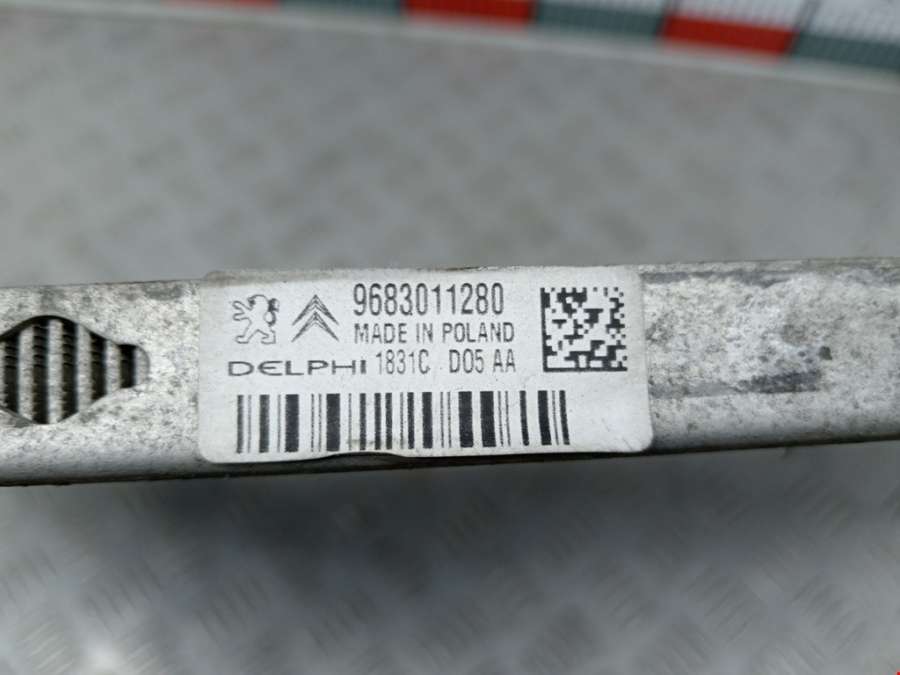 9683011280
MADE IN POLAND
DELPHI 1831C D05 AA